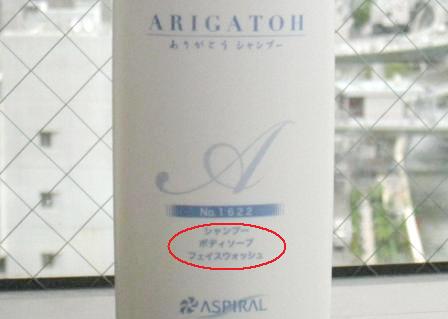 ARIGATOH
ありがとう シャンプー
A
No.1622
シャンプー
ボディソープ
フェイスウォッシュ
ASPIRAL